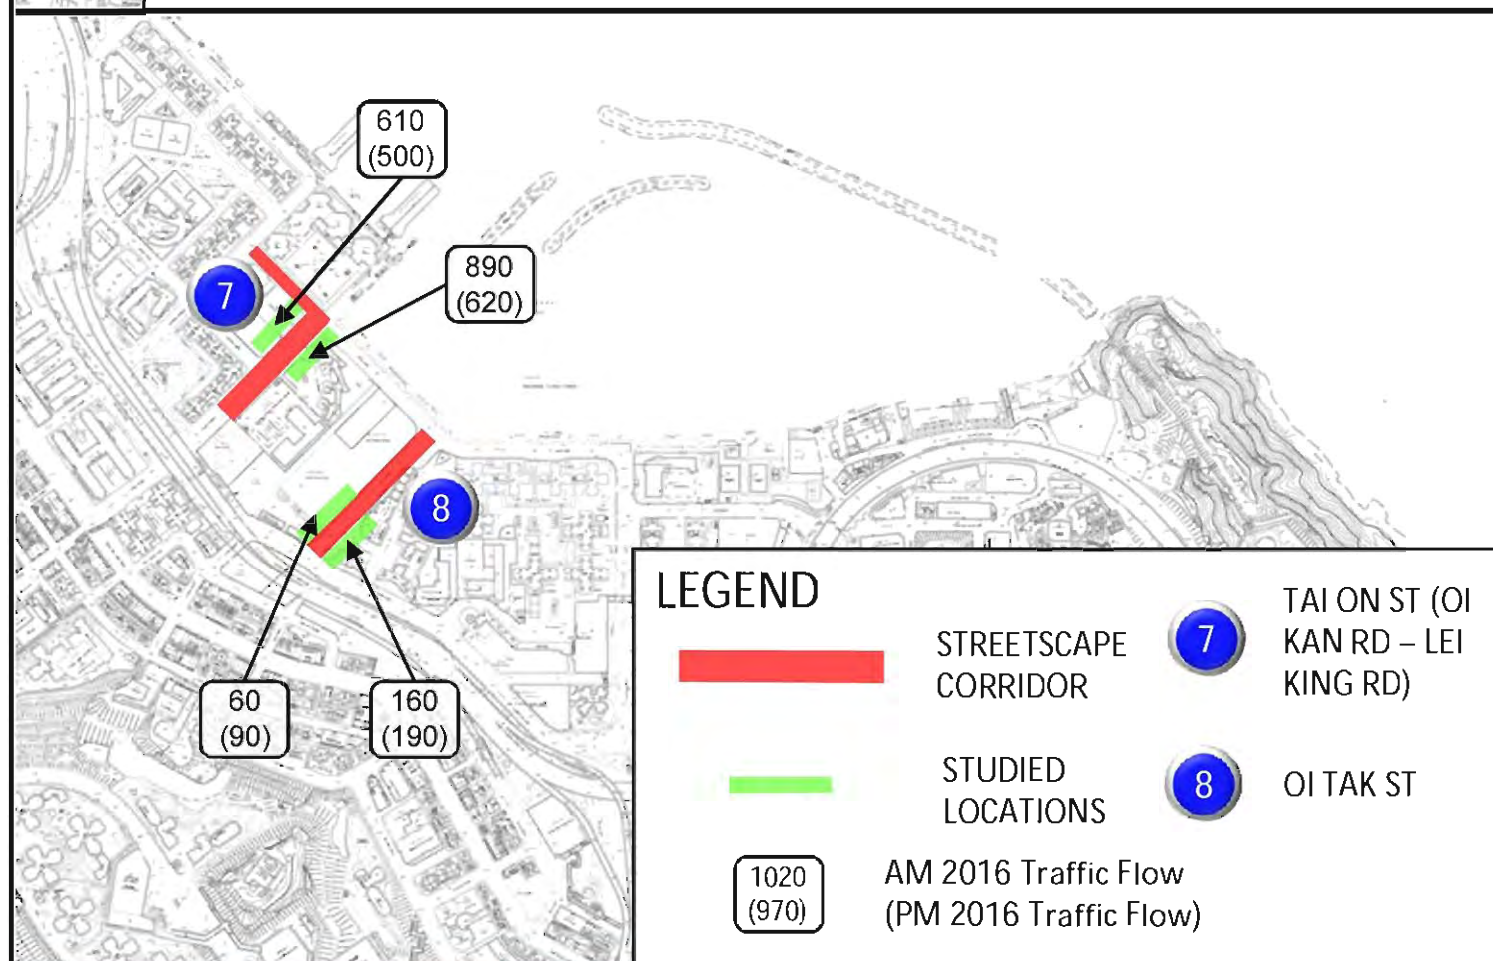 610
(500)
890
(620)
7
8
60
(90)
160
(190)
LEGEND
STREETSCAPE
CORRIDOR
7
TAI ON ST (OI
KAN RD – LEI
KING RD)
STUDIED
LOCATIONS
8
OI TAK ST
1020
(970)
AM 2016 Traffic Flow
(PM 2016 Traffic Flow)